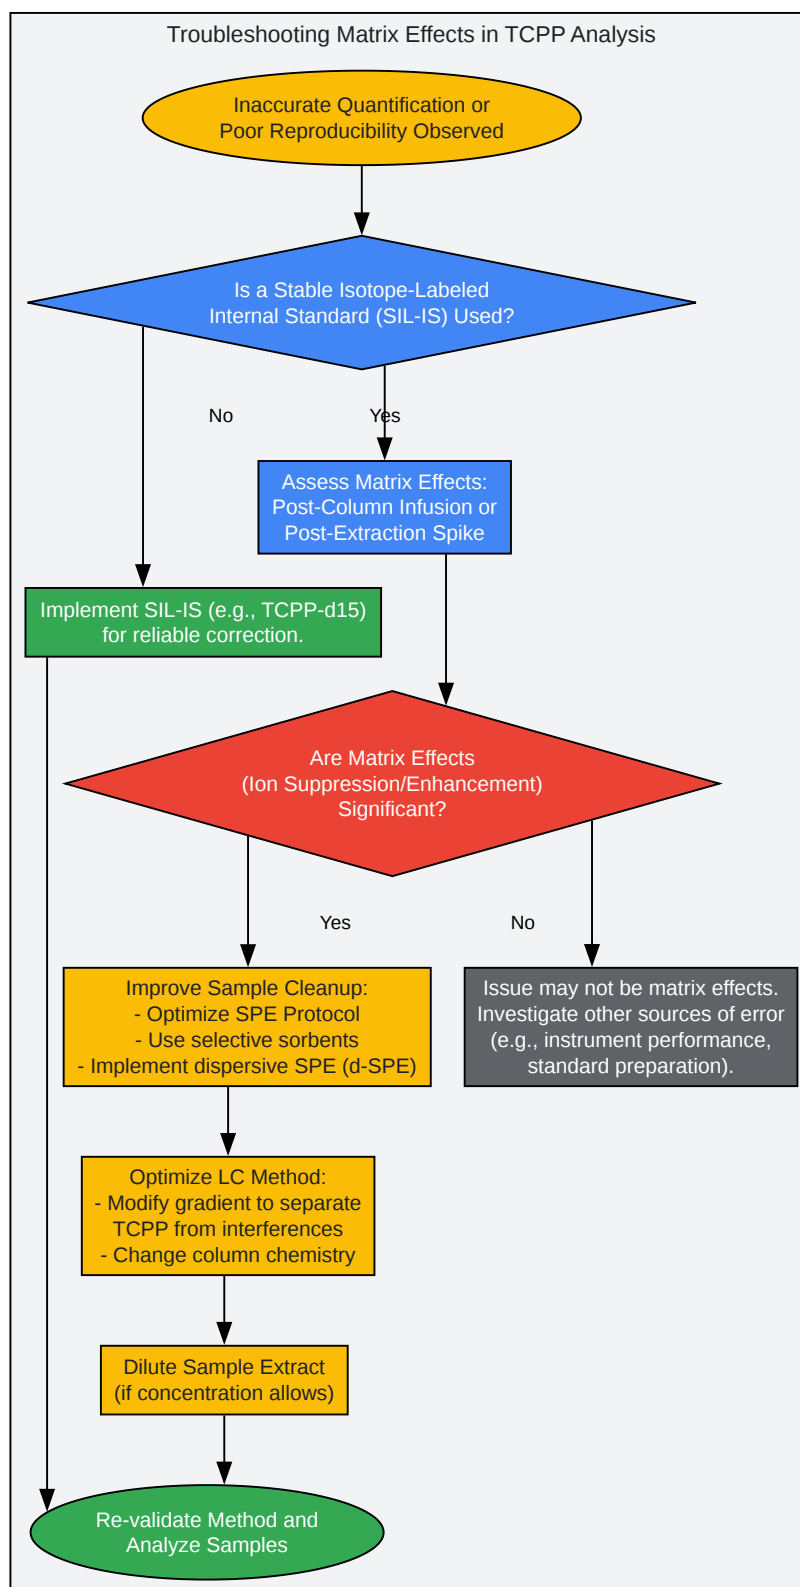 Troubleshooting Matrix Effects in TCPP Analysis
Inaccurate Quantification or
Poor Reproducibility Observed
Is a Stable Isotope-Labeled
Internal Standard (SIL-IS) Used?
No
Yes
Assess Matrix Effects:
Post-Column Infusion or
Post-Extraction Spike
Implement SIL-IS (e.g., TCPP-d15)
for reliable correction.
Are Matrix Effects
(Ion Suppression/Enhancement)
Significant?
Yes
No
Improve Sample Cleanup:
- Optimize SPE Protocol
- Use selective sorbents
- Implement dispersive SPE (d-SPE)
Issue may not be matrix effects.
Investigate other sources of error
(e.g., instrument performance,
standard preparation).
Optimize LC Method:
- Modify gradient to separate
TCPP from interferences
- Change column chemistry
Dilute Sample Extract
(if concentration allows)
Re-validate Method and
Analyze Samples